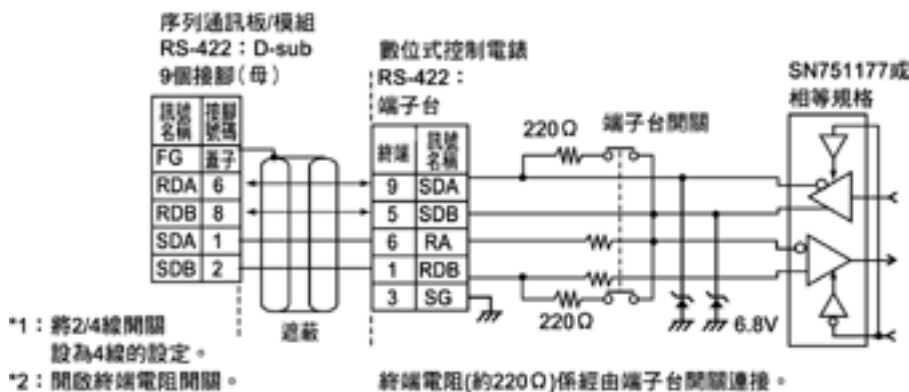 序列通訊板/模組
RS-422：D-sub
9個接腳(母)
訊號名稱 接腳號碼
FG 蓋子
RDA 6
RDB 8
SDA 1
SDB 2
遮蔽
*1：將2/4線開關
設為4線的設定。
*2：開啟終端電阻開關。
數位式控制電錶
RS-422：
端子台
終端 訊號名稱
9 SDA
5 SDB
6 RA
1 RDB
3 SG
220Ω 端子台開關
220Ω
6.8V
SN751177或
相等規格
終端電阻(約220Ω)係經由端子台開關連接。